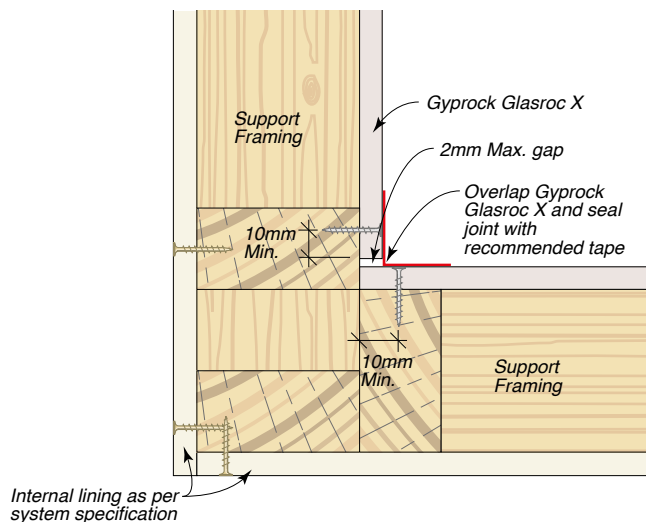 Support
Framing
Gyprock Glasroc X
2mm Max. gap
Overlap Gyprock
Glasroc X and seal
joint with
recommended tape
10mm
Min.
10mm
Min.
Support
Framing
Internal lining as per
system specification